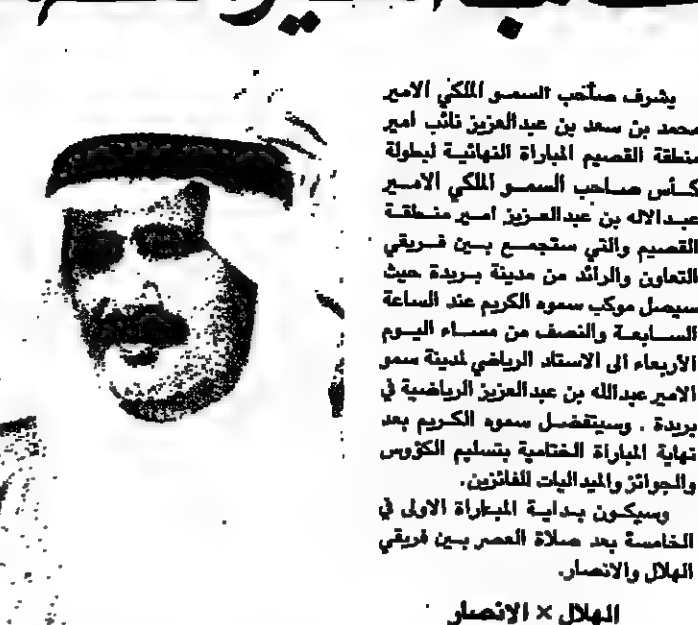 يشرف صاحب السمو الملكي الامير
محمد بن سعد بن عبدالعزيز نائب امير
منطقة القصيم المباراة النهائية لبطولة
كأس صاحب السمو الملكي الامير
عبدالاله بن عبدالعزيز امير منطقة
القصيم والتي ستجمع بين فريقي
التعاون والرائد من مدينة بريدة حيث
سيصل موكب سموه الكريم عند الساعة
السابعة والنصف من مساء اليوم
الأربعاء الى الاستاد الرياضي لمدينة سمو
الامير عبدالله بن عبدالعزيز الرياضية في
بريدة . وسيتفضل سموه الكريم بعد
نهاية المباراة الختامية بتسليم الكؤوس
والجوائز والميداليات للفائزين.
وسيكون بداية المباراة الاولى في
الخامسة بعد صلاة العصر بين فريقي
الهلال والانصار.
الهلال × الانصار